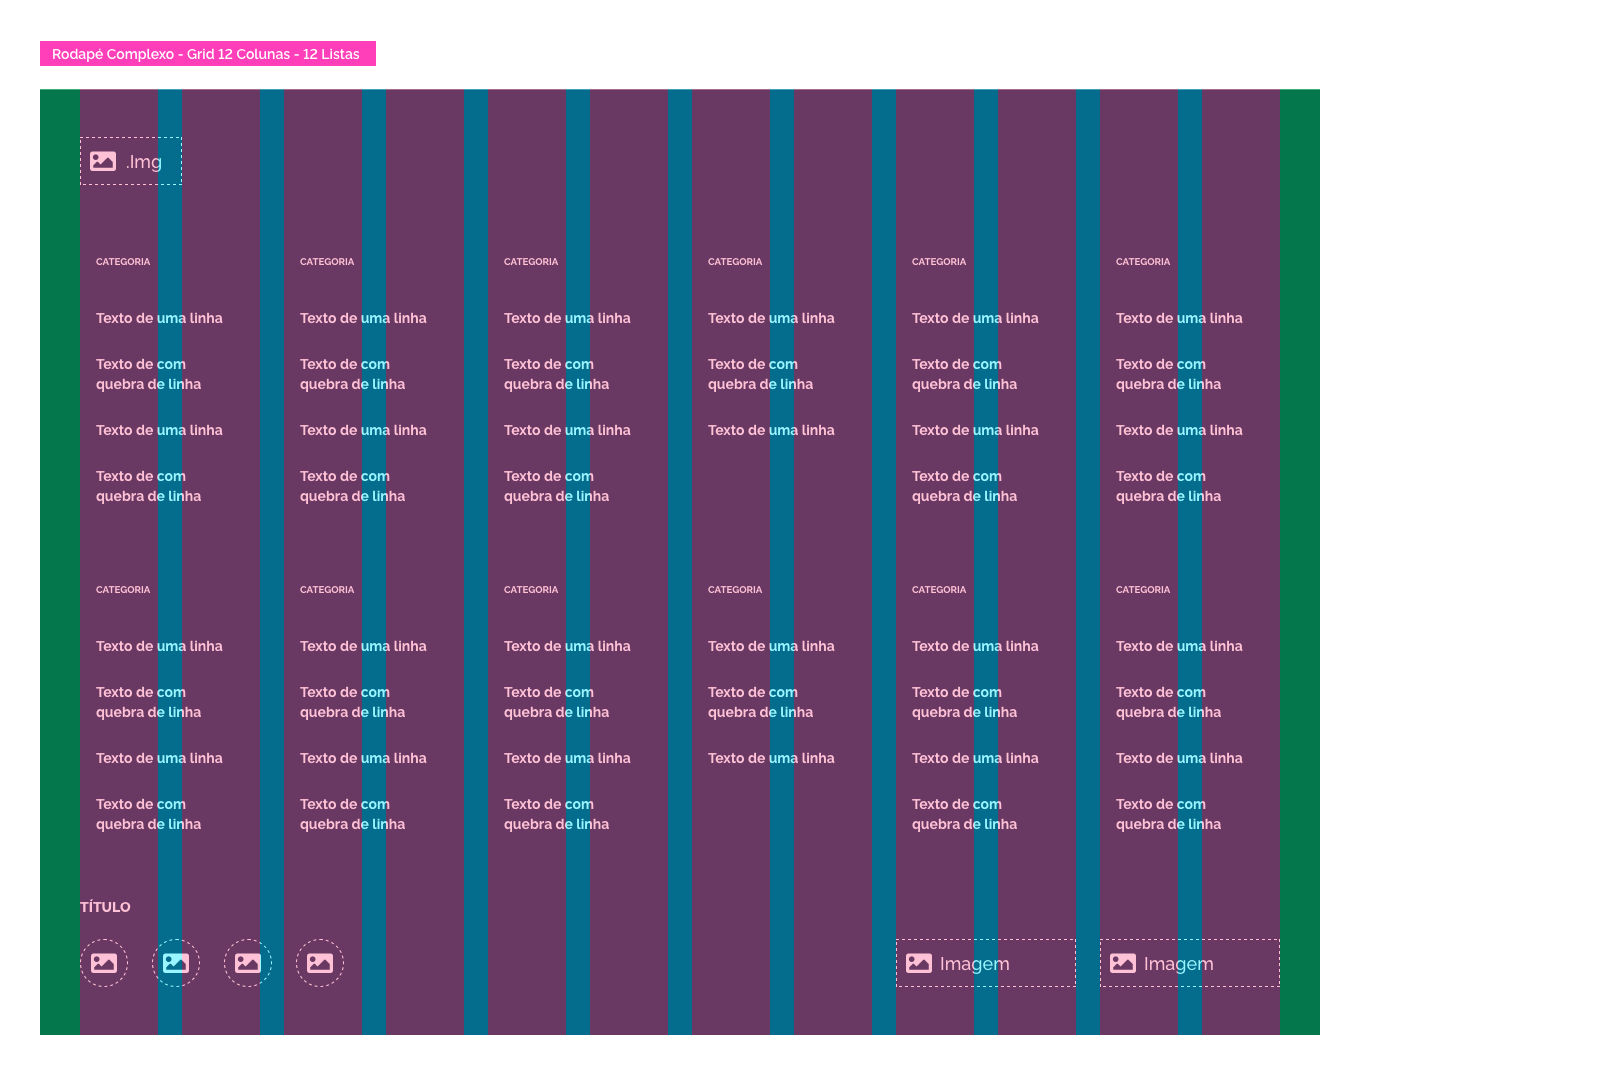 Rodapé Complexo - Grid 12 Colunas - 12 Listas
.Img
CATEGORIA CATEGORIA CATEGORIA CATEGORIA CATEGORIA CATEGORIA
Texto de uma linha Texto de uma linha Texto de uma linha Texto de uma linha Texto de uma linha Texto de uma linha
Texto de com Texto de com Texto de com Texto de com Texto de com Texto de com
quebra de linha quebra de linha quebra de linha quebra de linha quebra de linha quebra de linha
Texto de uma linha Texto de uma linha Texto de uma linha Texto de uma linha Texto de uma linha Texto de uma linha
Texto de com Texto de com Texto de com Texto de com Texto de com
quebra de linha quebra de linha quebra de linha quebra de linha quebra de linha
CATEGORIA CATEGORIA CATEGORIA CATEGORIA CATEGORIA CATEGORIA
Texto de uma linha Texto de uma linha Texto de uma linha Texto de uma linha Texto de uma linha Texto de uma linha
Texto de com Texto de com Texto de com Texto de com Texto de com Texto de com
quebra de linha quebra de linha quebra de linha quebra de linha quebra de linha quebra de linha
Texto de uma linha Texto de uma linha Texto de uma linha Texto de uma linha Texto de uma linha Texto de uma linha
Texto de com Texto de com Texto de com Texto de com Texto de com
quebra de linha quebra de linha quebra de linha quebra de linha quebra de linha
TÍTULO
Imagem Imagem